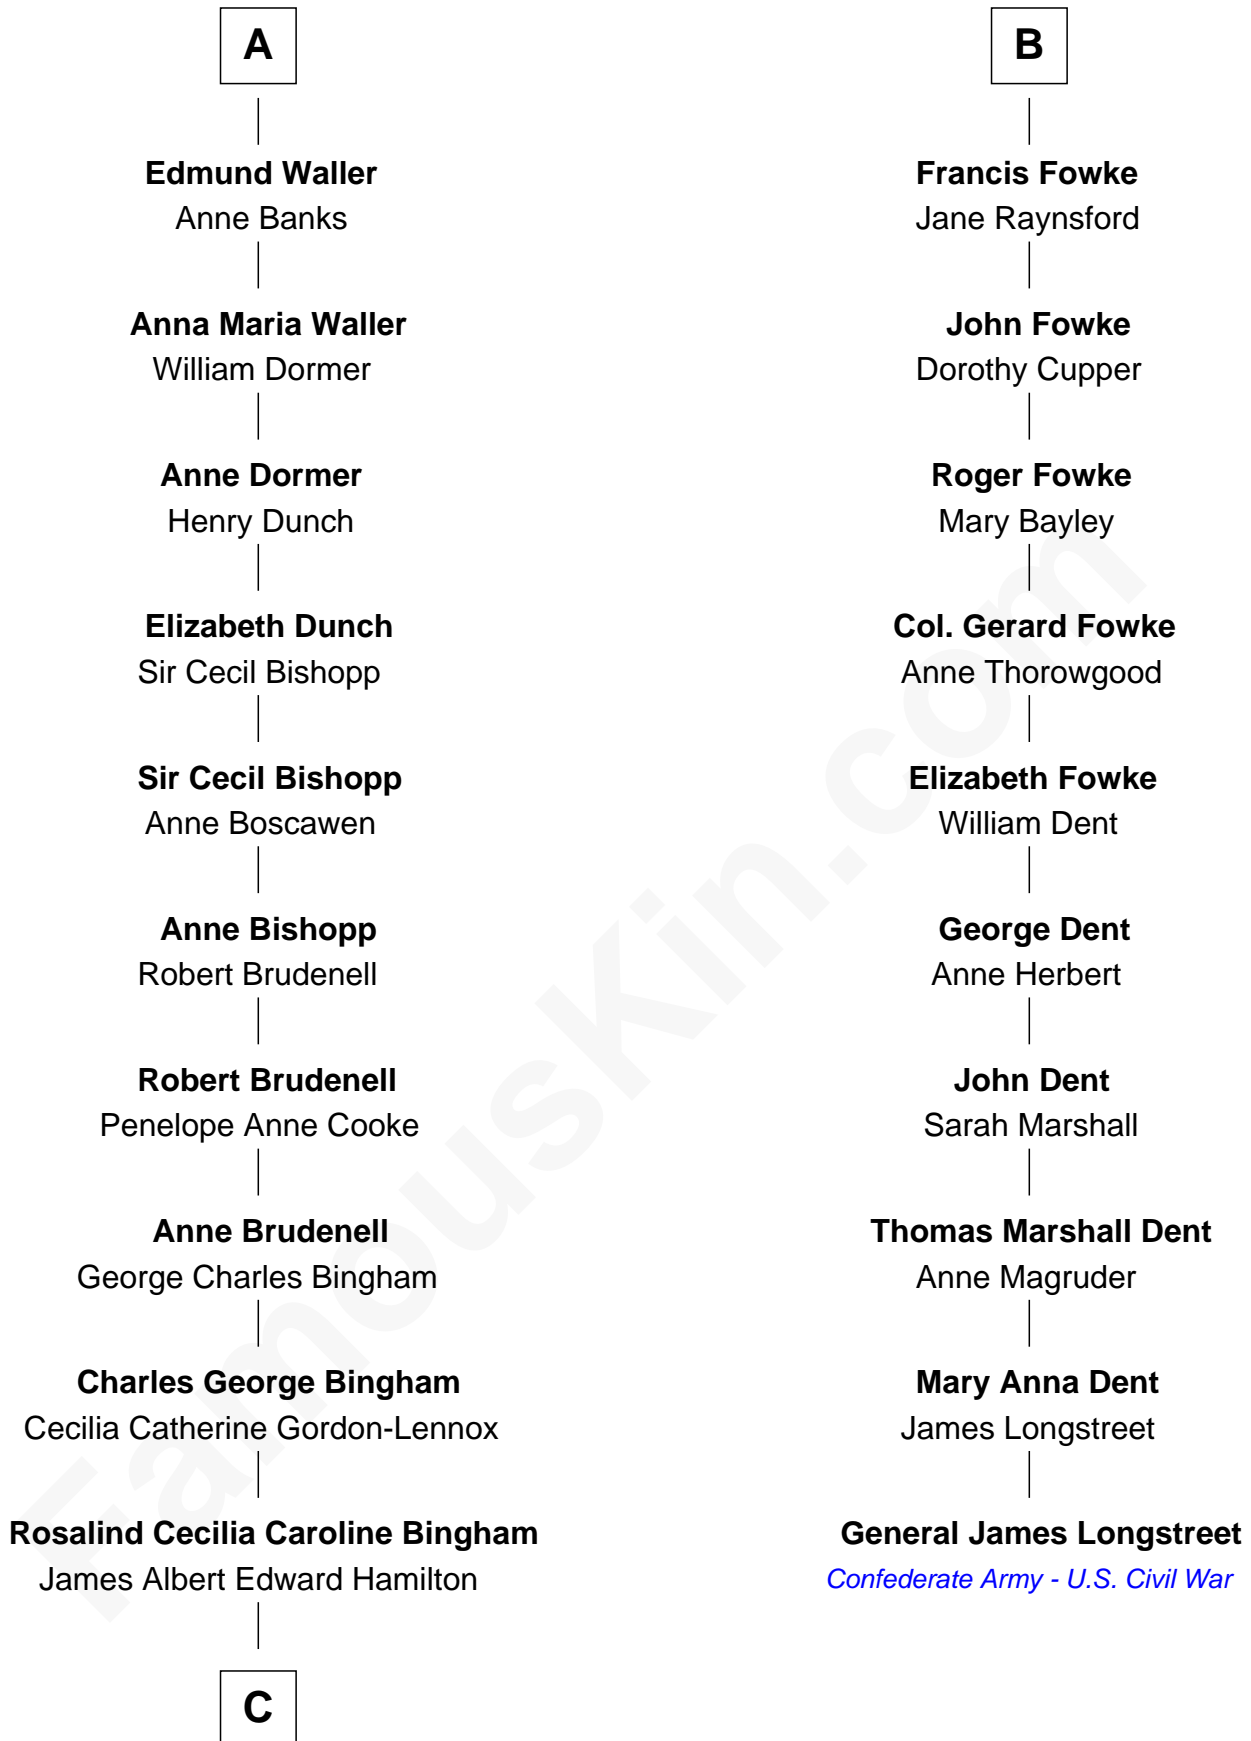 A
Edmund Waller
Anne Banks
Anna Maria Waller
William Dormer
Anne Dormer
Henry Dunch
Elizabeth Dunch
Sir Cecil Bishopp
Sir Cecil Bishopp
Anne Boscawen
Anne Bishopp
Robert Brudenell
Robert Brudenell
Penelope Anne Cooke
Anne Brudenell
George Charles Bingham
Charles George Bingham
Cecilia Catherine Gordon-Lennox
Rosalind Cecilia Caroline Bingham
James Albert Edward Hamilton
C
B
Francis Fowke
Jane Raynsford
John Fowke
Dorothy Cupper
Roger Fowke
Mary Bayley
Col. Gerard Fowke
Anne Thorowgood
Elizabeth Fowke
William Dent
George Dent
Anne Herbert
John Dent
Sarah Marshall
Thomas Marshall Dent
Anne Magruder
Mary Anna Dent
James Longstreet
General James Longstreet
Confederate Army - U.S. Civil War
FamousKin.com